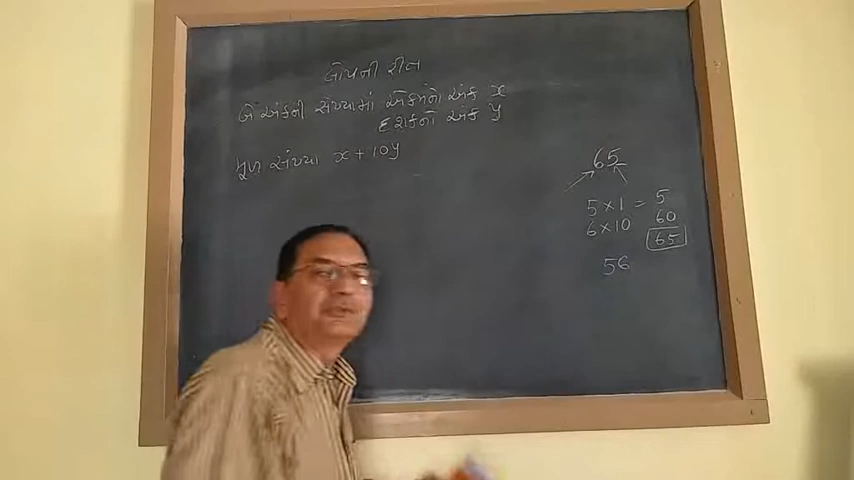 લોપની રીત
બે અંકની સંખ્યામાં એકમનો અંક x
દશકનો અંક y
મૂળ સંખ્યા x + 10y
65
5 × 1 = 5
6 × 10 60
65
56